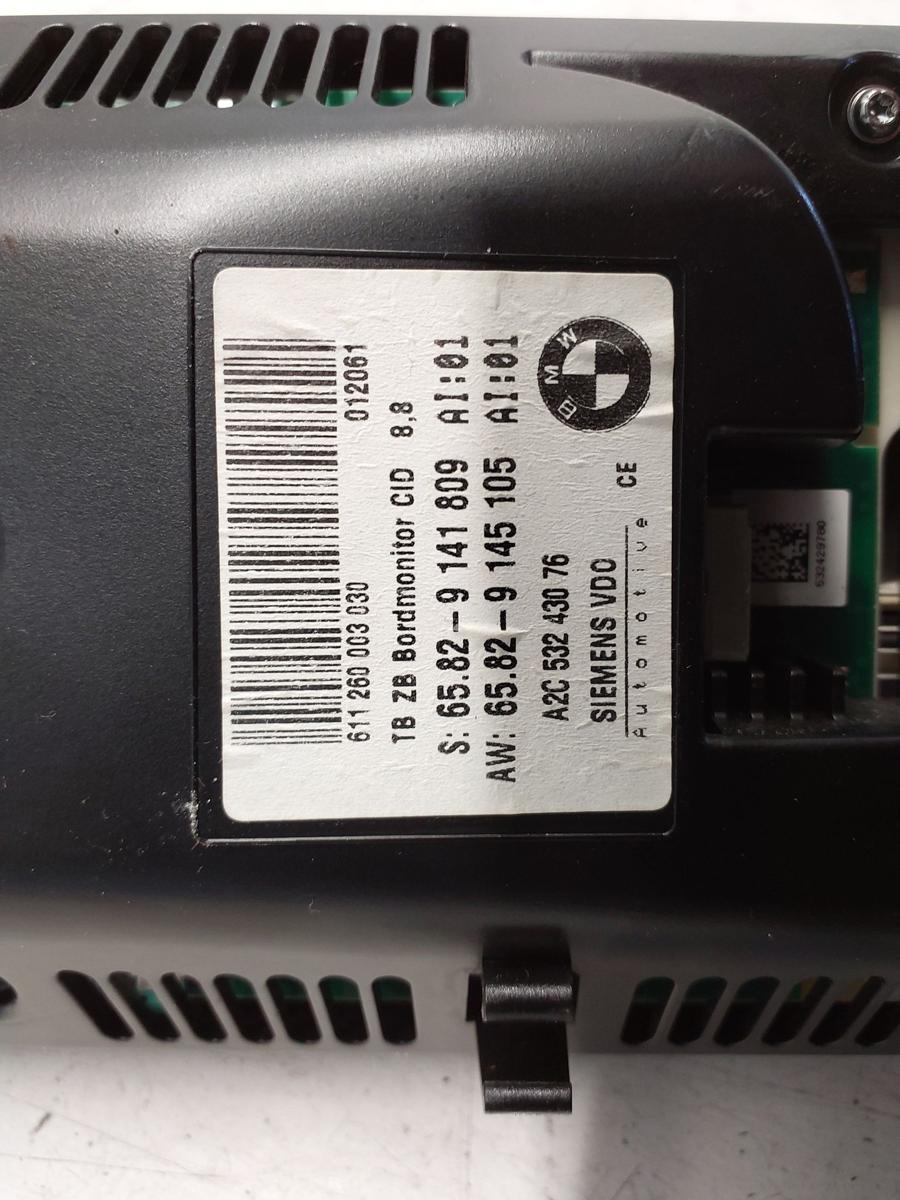 611 260 003 030 012061
TB ZB Bordmonitor CID 8,8
S: 65.82-9 141 809 AI:01
AW: 65.82-9 145 105 AI:01
A2C 532 430 76
SIEMENS VDO CE
Automotive
BMW
532429780